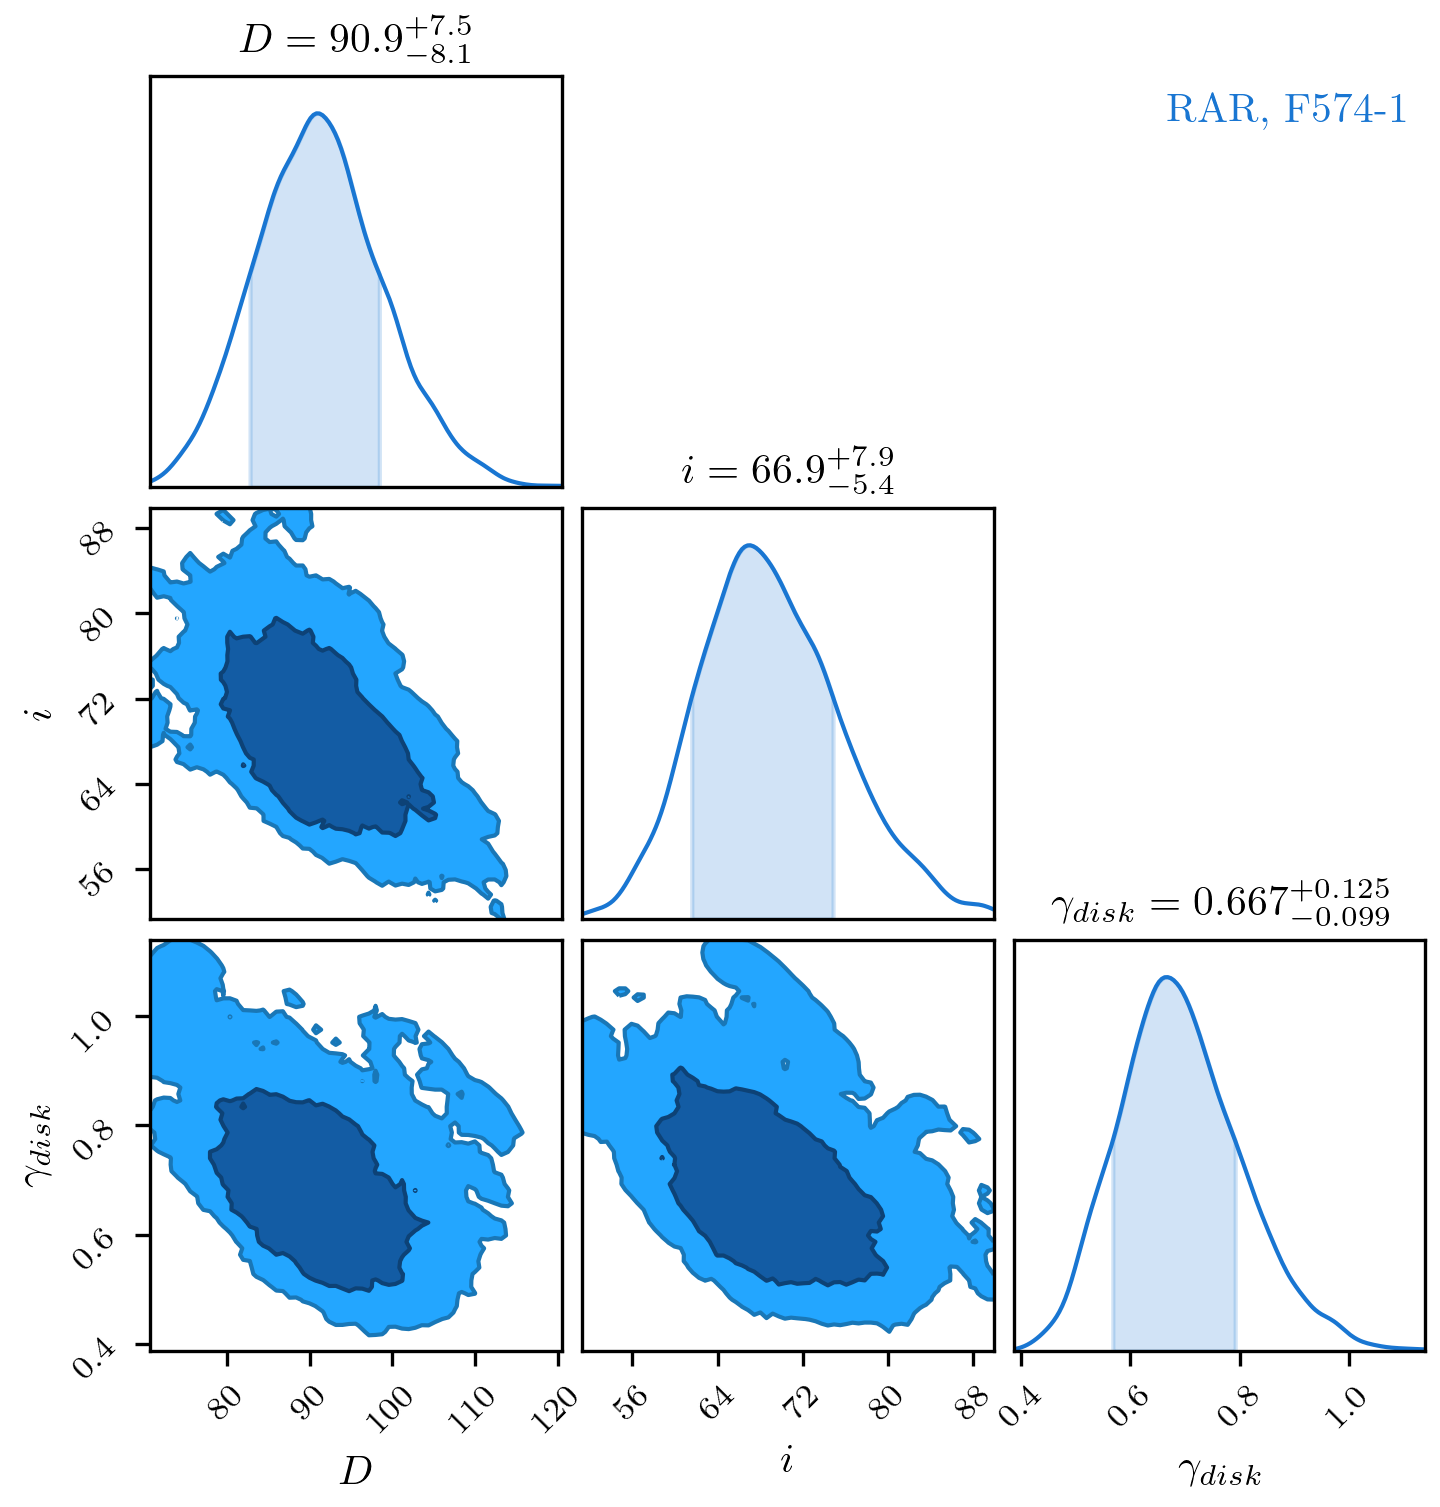 D = 90.9^{+7.5}_{-8.1}
RAR, F574-1
i = 66.9^{+7.9}_{-5.4}
88
80
72
64
56
i
γ_{disk} = 0.667^{+0.125}_{-0.099}
1.0
0.8
0.6
0.4
γ_{disk}
80 90 100 110 120
56 64 72 80 88
0.4 0.6 0.8 1.0
D
i
γ_{disk}